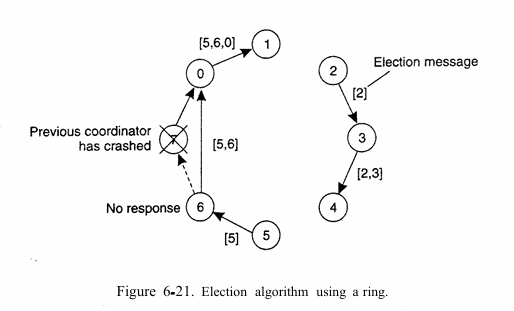 [5,6,0]
1
0
2
Election message
[2]
Previous coordinator
has crashed
7
[5,6]
3
[2,3]
No response
6
[5]
5
4
Figure 6-21. Election algorithm using a ring.